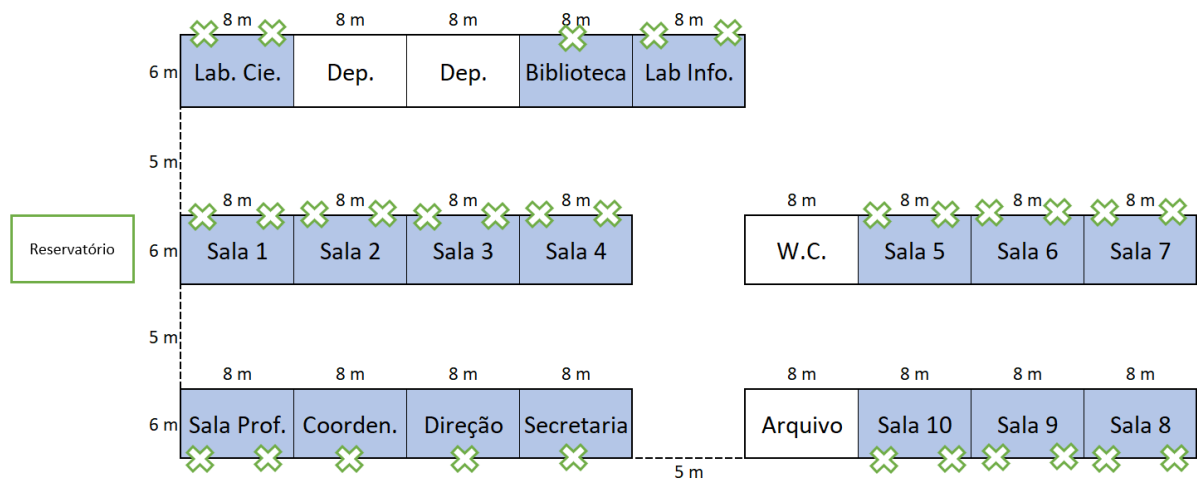 8 m 8 m 8 m 8 m 8 m
6 m Lab. Cie. Dep. Dep. Biblioteca Lab Info.
5 m
8 m 8 m 8 m 8 m 8 m 8 m 8 m 8 m
Reservatório 6 m Sala 1 Sala 2 Sala 3 Sala 4 W.C. Sala 5 Sala 6 Sala 7
5 m
8 m 8 m 8 m 8 m 8 m 8 m 8 m 8 m
6 m Sala Prof. Coorden. Direção Secretaria Arquivo Sala 10 Sala 9 Sala 8
5 m